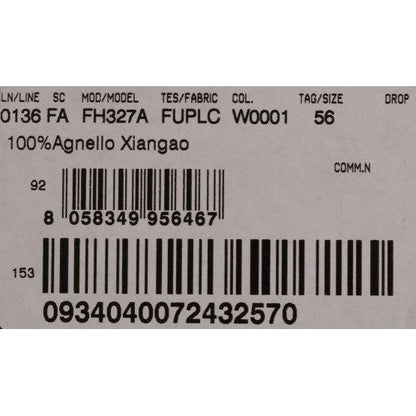 LN/LINE SC MOD/MODEL TES/FABRIC COL. TAG/SIZE DROP
0136 FA FH327A FUPLC W0001 56
100%Agnello Xiangao
COMM.N
92
8 058349 956467
153
0934040072432570